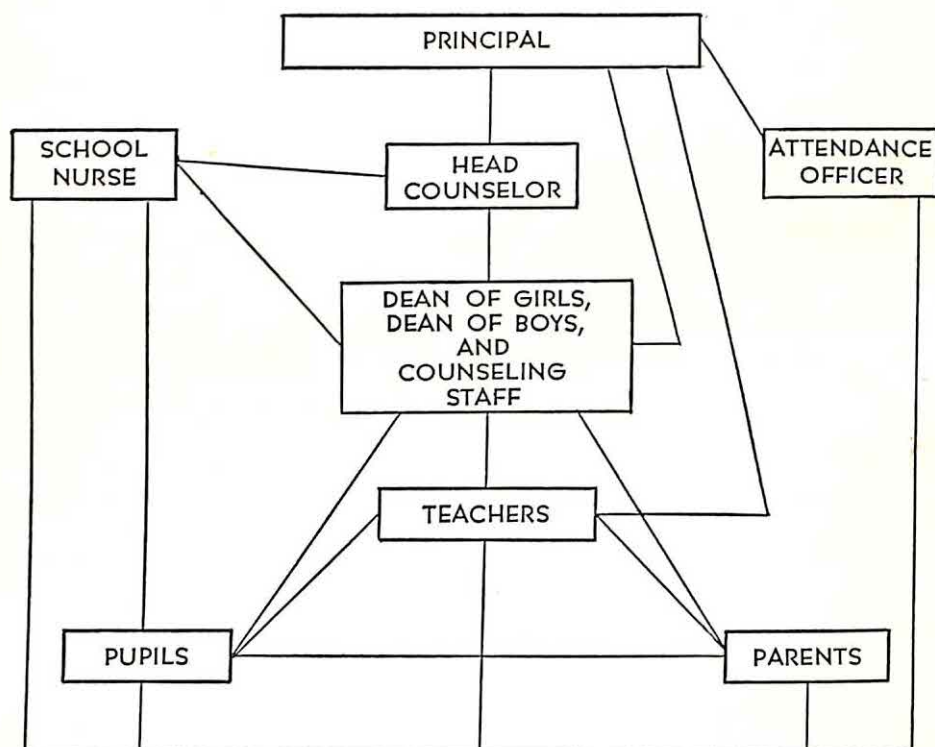 PRINCIPAL
SCHOOL
NURSE
HEAD
COUNSELOR
ATTENDANCE
OFFICER
DEAN OF GIRLS,
DEAN OF BOYS,
AND
COUNSELING
STAFF
TEACHERS
PUPILS
PARENTS